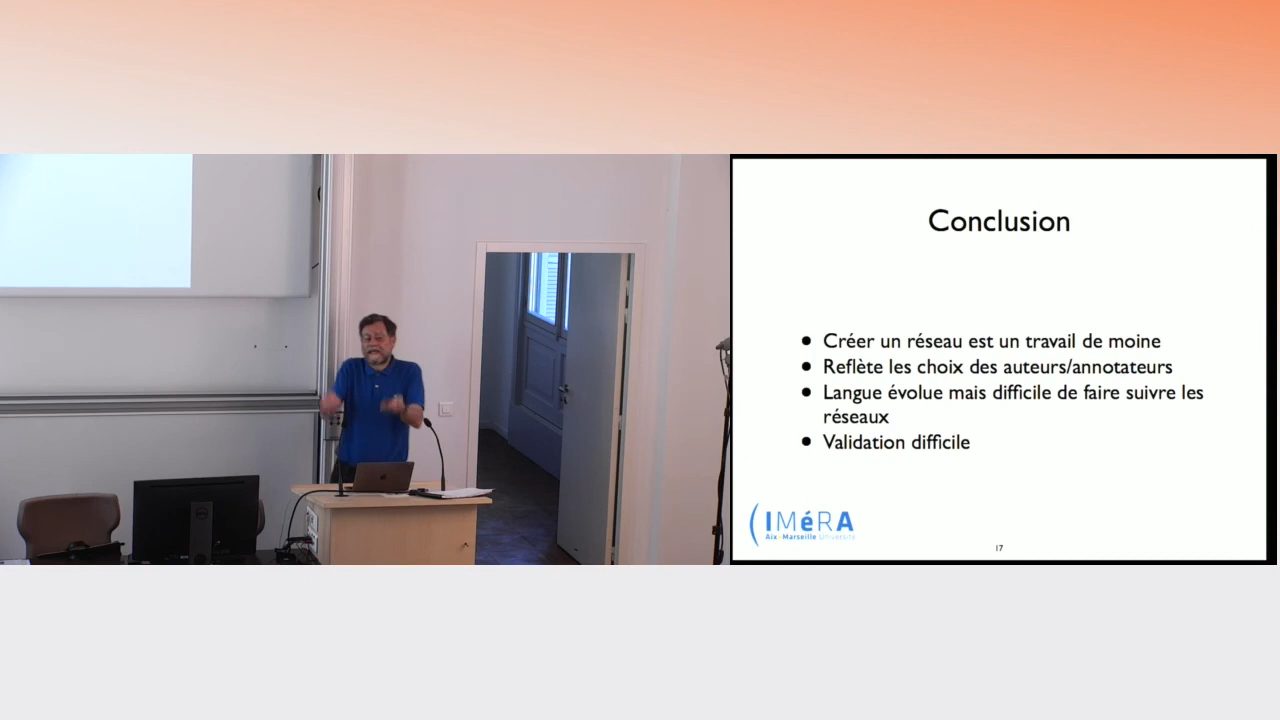 Conclusion
• Créer un réseau est un travail de moine
• Reflète les choix des auteurs/annotateurs
• Langue évolue mais difficile de faire suivre les
réseaux
• Validation difficile
IMéRA
Aix•Marseille Université
17